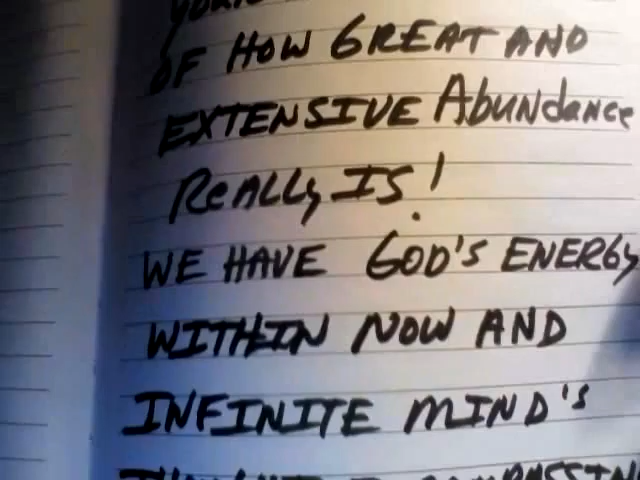 OF HOW GREAT AND
EXTENSIVE Abundance
ReALLy IS!
WE HAVE GOD'S ENERGy
WITHIN NOW AND
INFINITE MIND'S